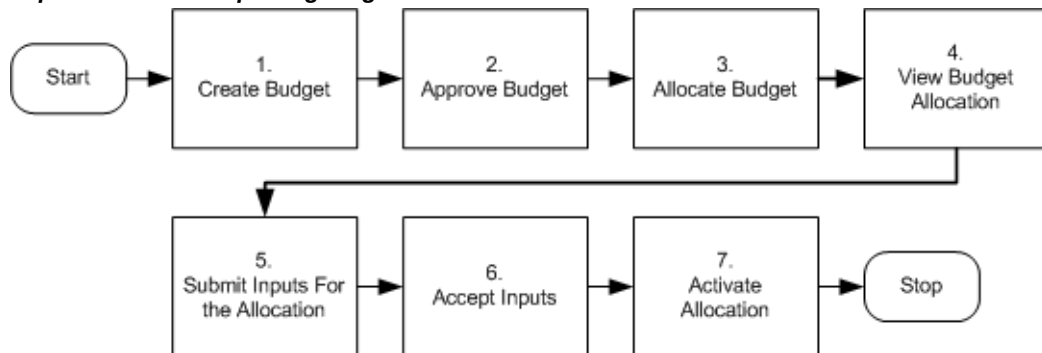 Start
1.
Create Budget
2.
Approve Budget
3.
Allocate Budget
4.
View Budget
Allocation
5.
Submit Inputs For
the Allocation
6.
Accept Inputs
7.
Activate
Allocation
Stop